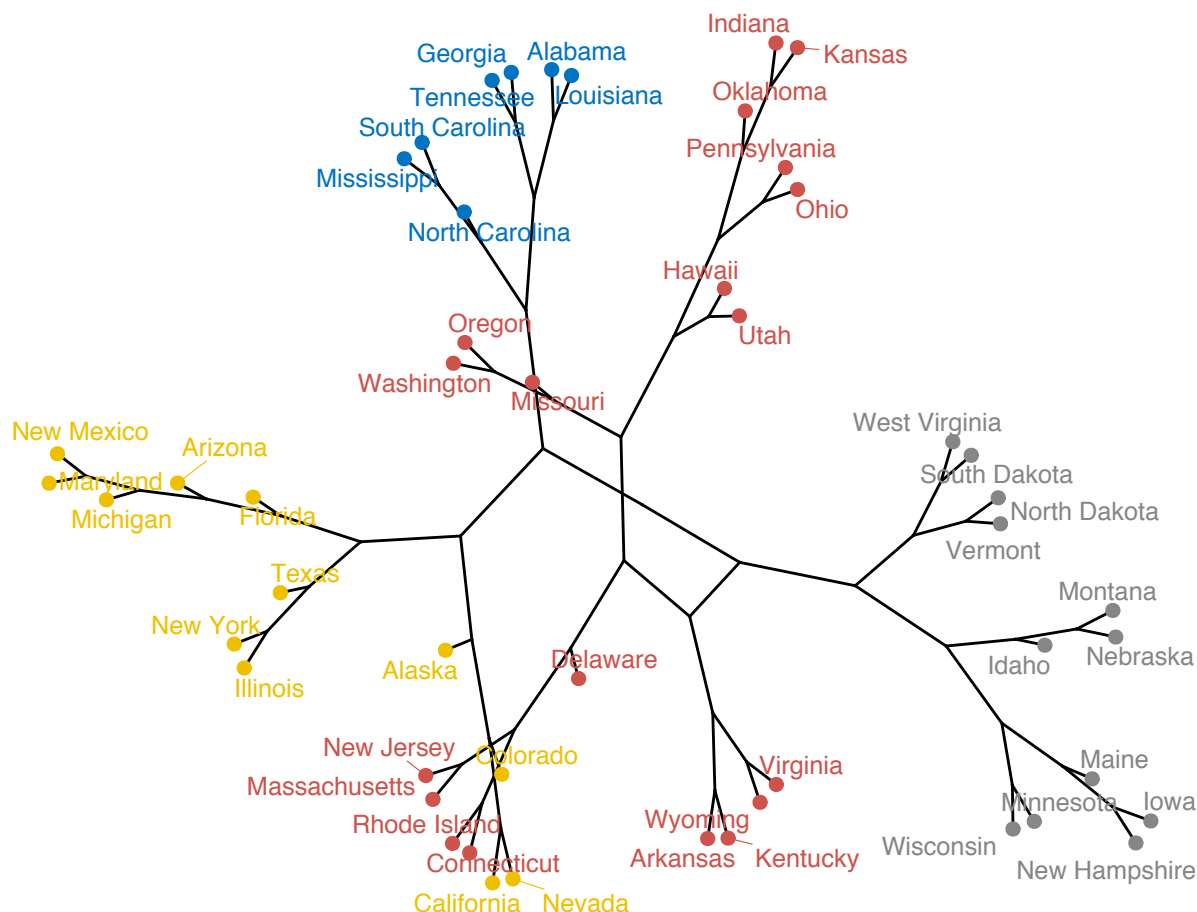 Indiana
Kansas
Georgia
Alabama
Tennessee
Louisiana
Oklahoma
South Carolina
Pennsylvania
Mississippi
Ohio
North Carolina
Hawaii
Oregon
Utah
Washington
Missouri
West Virginia
New Mexico
Arizona
South Dakota
Maryland
Michigan
Florida
North Dakota
Vermont
Texas
Montana
New York
Delaware
Nebraska
Idaho
Alaska
Illinois
New Jersey
Colorado
Maine
Virginia
Massachusetts
Minnesota
Iowa
Rhode Island
Wyoming
Wisconsin
Connecticut
Arkansas
Kentucky
New Hampshire
California
Nevada